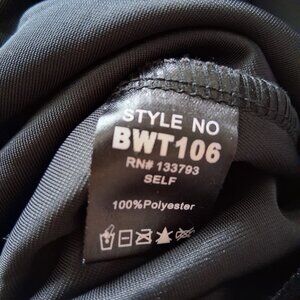 STYLE NO
BWT106
RN# 133793
SELF
100%Polyester